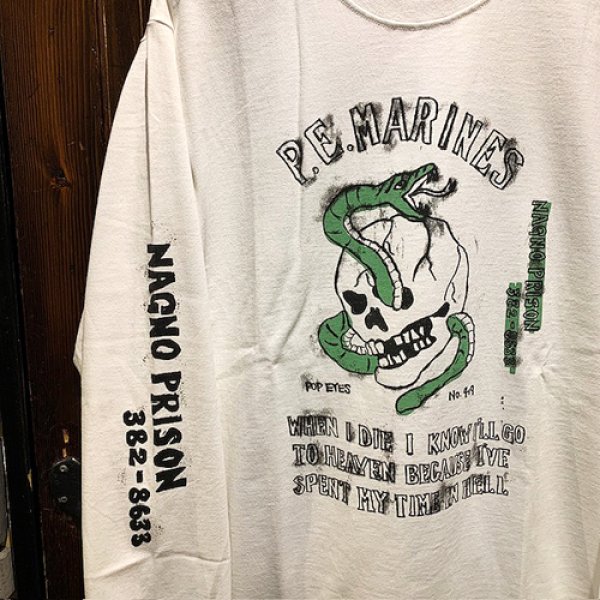 P.E.MARINES
NAGNO PRISON
382-8633
POP EYES
No. 49
WHEN I DIE I KNOW I'LL GO
TO HEAVEN BECAUSE I'VE
SPENT MY TIME IN HELL.
NAGNO PRISON
382-8633